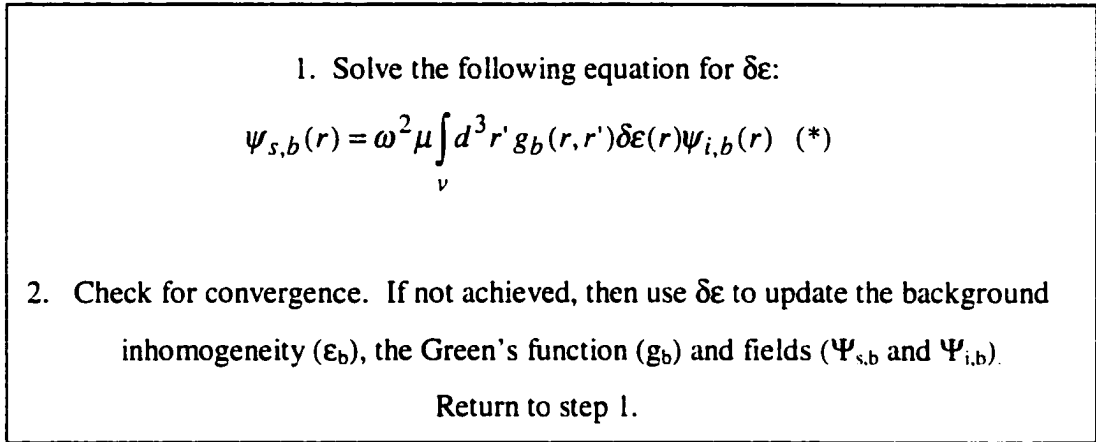 1. Solve the following equation for δε:
ψ_{s,b}(r) = ω²μ∫d³r' g_b(r,r')δε(r)ψ_{i,b}(r) (*)
v
2. Check for convergence. If not achieved, then use δε to update the background
inhomogeneity (ε_b), the Green's function (g_b) and fields (Ψ_{s,b} and Ψ_{i,b}).
Return to step 1.